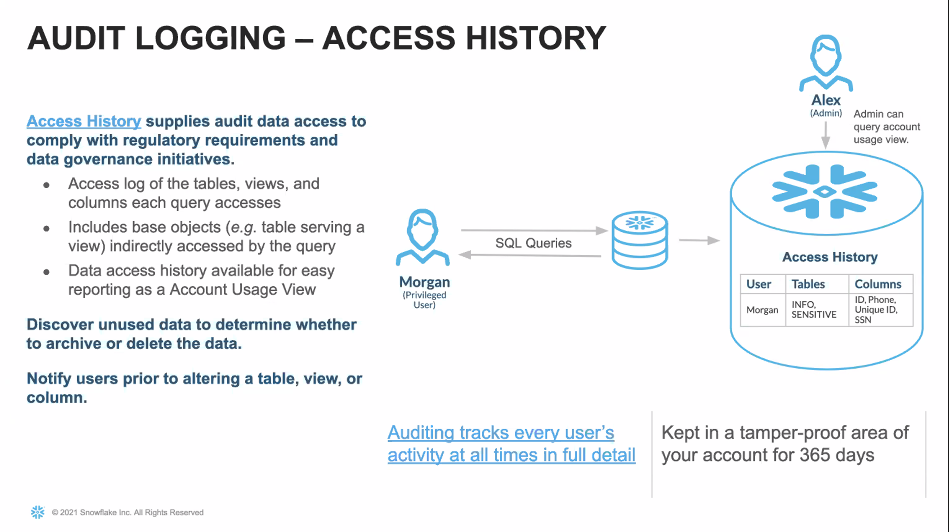 AUDIT LOGGING – ACCESS HISTORY
Access History supplies audit data access to
comply with regulatory requirements and
data governance initiatives.
● Access log of the tables, views, and
columns each query accesses
● Includes base objects (e.g. table serving a
view) indirectly accessed by the query
● Data access history available for easy
reporting as a Account Usage View
Discover unused data to determine whether
to archive or delete the data.
Notify users prior to altering a table, view, or
column.
Morgan
(Privileged
User)
SQL Queries
Alex
(Admin)
Admin can
query account
usage view.
Access History
User Tables Columns
Morgan INFO, SENSITIVE ID, Phone, Unique ID, SSN
Auditing tracks every user's
activity at all times in full detail
Kept in a tamper-proof area of
your account for 365 days
© 2021 Snowflake Inc. All Rights Reserved